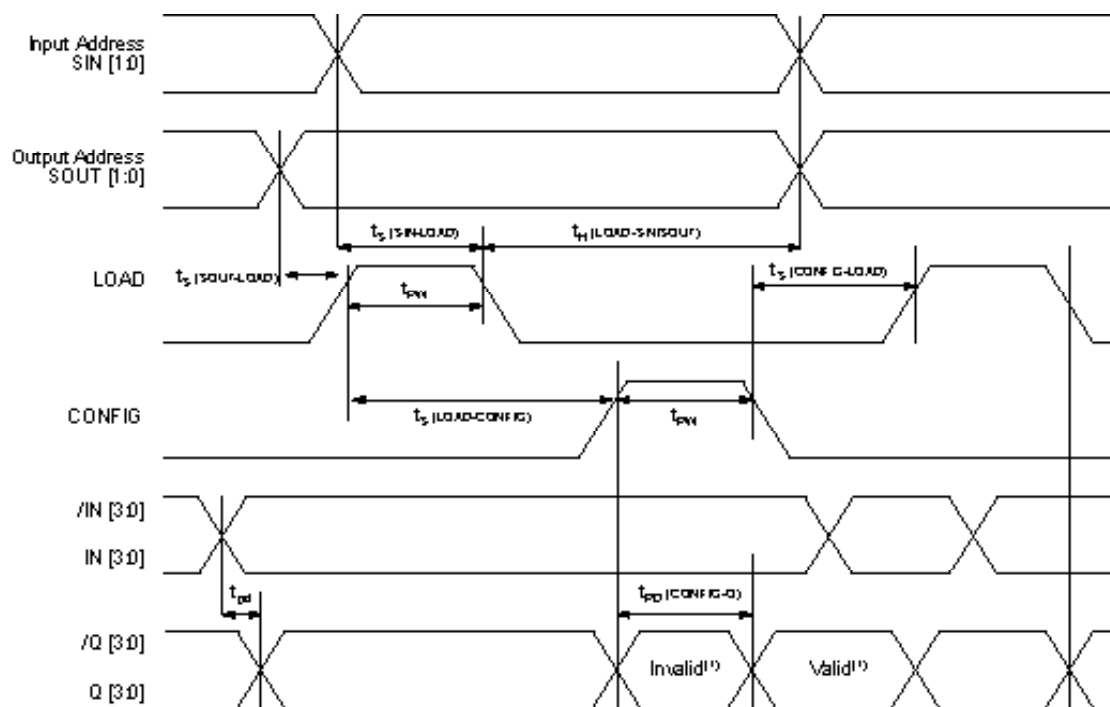 Input Address
SIN [1:0]
Output Address
SOUT [1:0]
tS (SIN-LOAD)
tH (LOAD-SIN/SOUT)
tS (SOUT-LOAD)
tS (CONFIG-LOAD)
LOAD
tPW
CONFIG
tS (LOAD-CONFIG)
tPW
/IN [3:0]
IN [3:0]
tpd
tPD (CONFIG-Q)
/Q [3:0]
Invalid(1)
Valid(1)
Q [3:0]